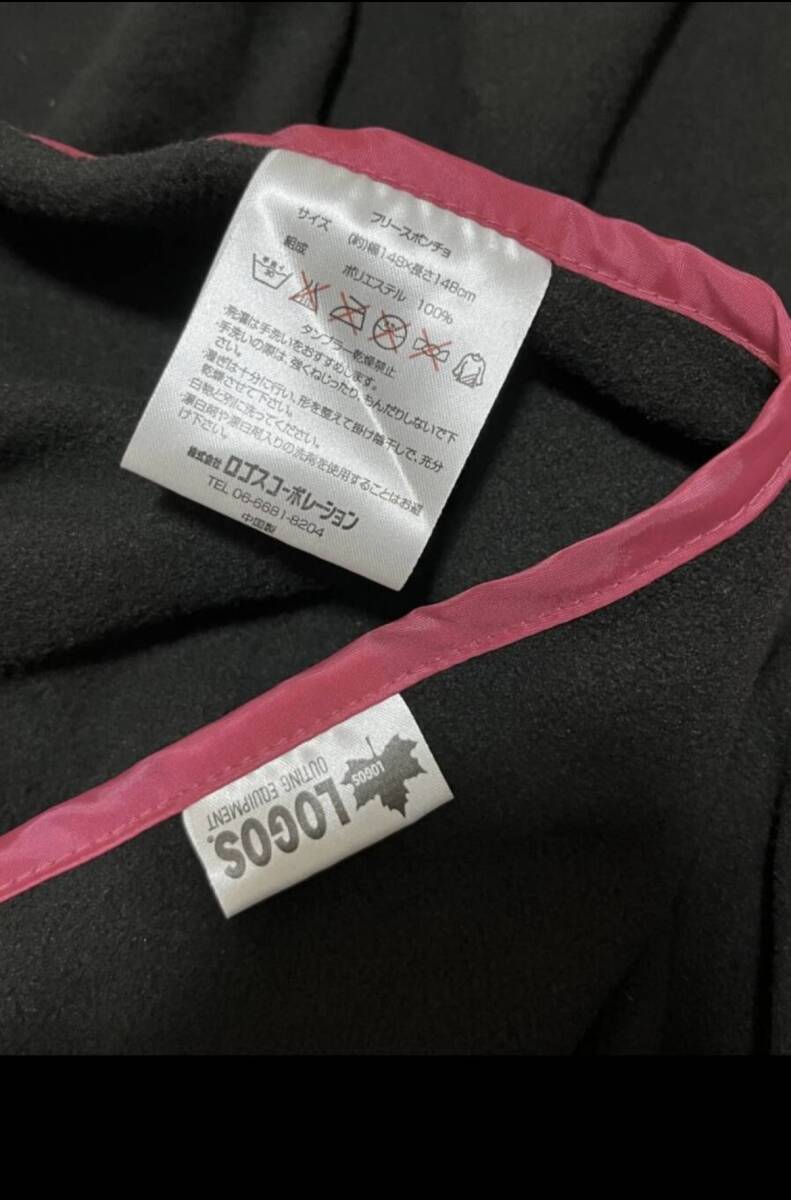 フリースポンチョ
サイズ (約)幅148×長さ148cm
組成 ポリエステル 100%
タンブラー乾燥禁止
・洗濯は手洗いをおすすめします。
・手洗いの際は、強くねじったり、もんだりしないで下
さい。
・濯ぎは十分に行い、形を整えて掛け陰干しで、充分
乾燥させて下さい。
・白物と別に洗ってください。
・漂白剤や漂白剤入りの洗剤を使用することはお避
け下さい。
株式会社 ロゴスコーポレーション
TEL 06-6681-8204
中国製
LOGOS
LOGOS®
OUTING EQUIPMENT